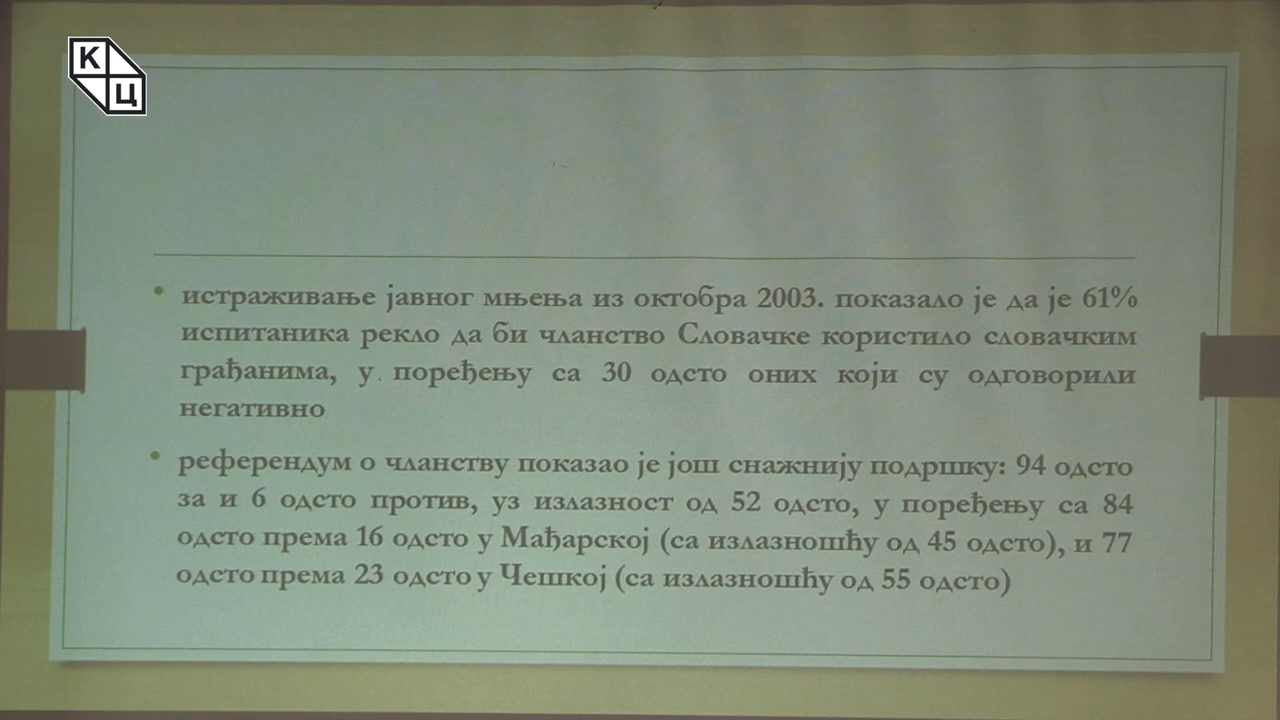 К
Ц
• истраживање јавног мњења из октобра 2003. показало је да је 61%
испитаника рекло да би чланство Словачке користило словачким
грађанима, у поређењу са 30 одсто оних који су одговорили
негативно
• референдум о чланству показао је још снажнију подршку: 94 одсто
за и 6 одсто против, уз излазност од 52 одсто, у поређењу са 84
одсто према 16 одсто у Мађарској (са излазношћу од 45 одсто), и 77
одсто према 23 одсто у Чешкој (са излазношћу од 55 одсто)